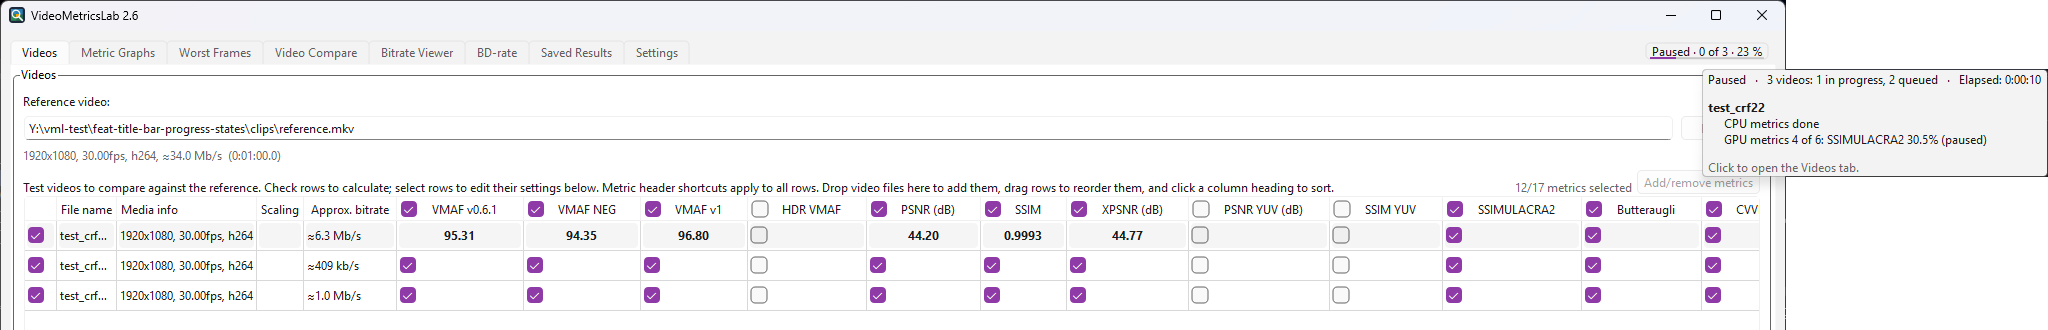 VideoMetricsLab 2.6
Videos Metric Graphs Worst Frames Video Compare Bitrate Viewer BD-rate Saved Results Settings Paused · 0 of 3 · 23 %
Videos
Paused · 3 videos: 1 in progress, 2 queued · Elapsed: 0:00:10
Reference video:
test_crf22
CPU metrics done
Y:\vml-test\feat-title-bar-progress-states\clips\reference.mkv
GPU metrics 4 of 6: SSIMULACRA2 30.5% (paused)
1920x1080, 30.00fps, h264, ≈34.0 Mb/s (0:01:00.0)
Click to open the Videos tab.
Test videos to compare against the reference. Check rows to calculate; select rows to edit their settings below. Metric header shortcuts apply to all rows. Drop video files here to add them, drag rows to reorder them, and click a column heading to sort. 12/17 metrics selected Add/remove metrics
File name Media info Scaling Approx. bitrate VMAF v0.6.1 VMAF NEG VMAF v1 HDR VMAF PSNR (dB) SSIM XPSNR (dB) PSNR YUV (dB) SSIM YUV SSIMULACRA2 Butteraugli CVV
test_crf... 1920x1080, 30.00fps, h264 ≈6.3 Mb/s 95.31 94.35 96.80 44.20 0.9993 44.77
test_crf... 1920x1080, 30.00fps, h264 ≈409 kb/s
test_crf... 1920x1080, 30.00fps, h264 ≈1.0 Mb/s